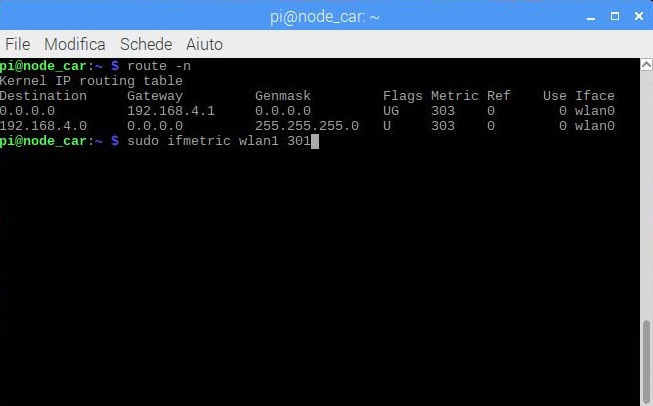 pi@node_car: ~
File Modifica Schede Aiuto
pi@node_car:~ $ route -n
Kernel IP routing table
Destination     Gateway         Genmask         Flags Metric Ref    Use Iface
0.0.0.0         192.168.4.1     0.0.0.0         UG    303    0        0 wlan0
192.168.4.0     0.0.0.0         255.255.255.0   U     303    0        0 wlan0
pi@node_car:~ $ sudo ifmetric wlan1 301